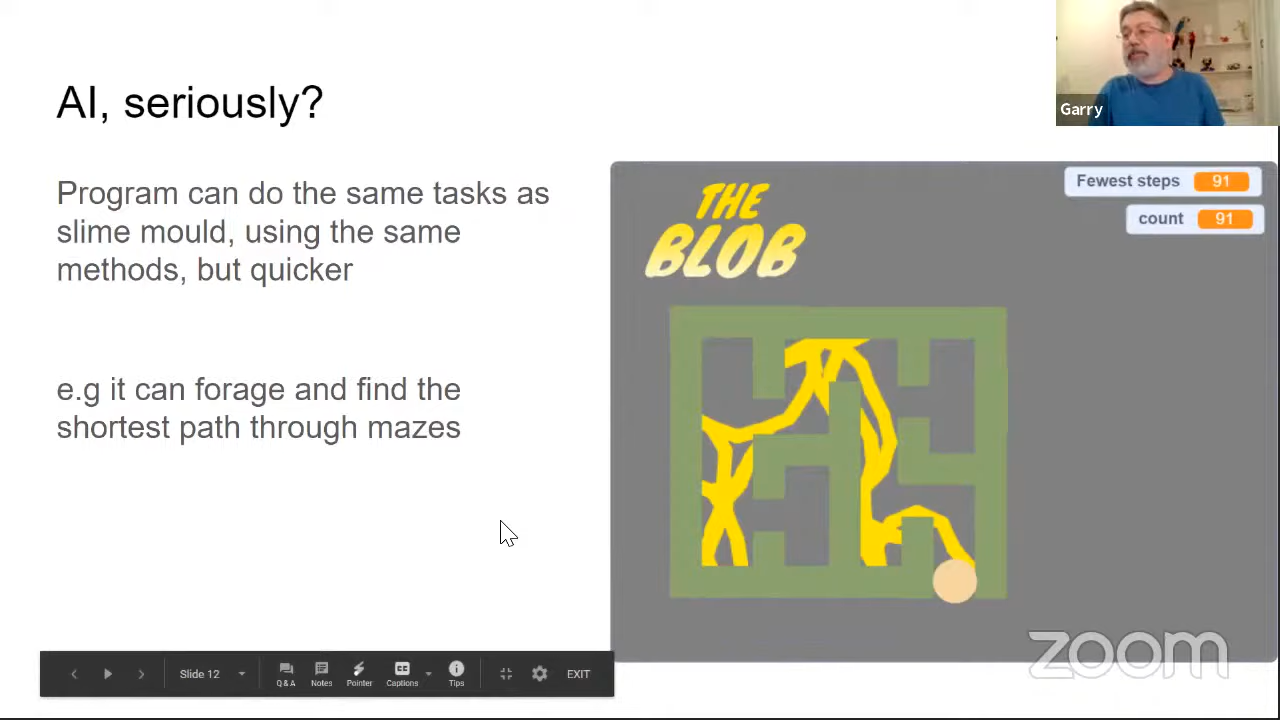 AI, seriously?
Garry
Program can do the same tasks as
slime mould, using the same
methods, but quicker
e.g it can forage and find the
shortest path through mazes
THE
BLOB
Fewest steps 91
count 91
Slide 12
Q & A
Notes
Pointer
Captions
CC
Tips
EXIT
zoom